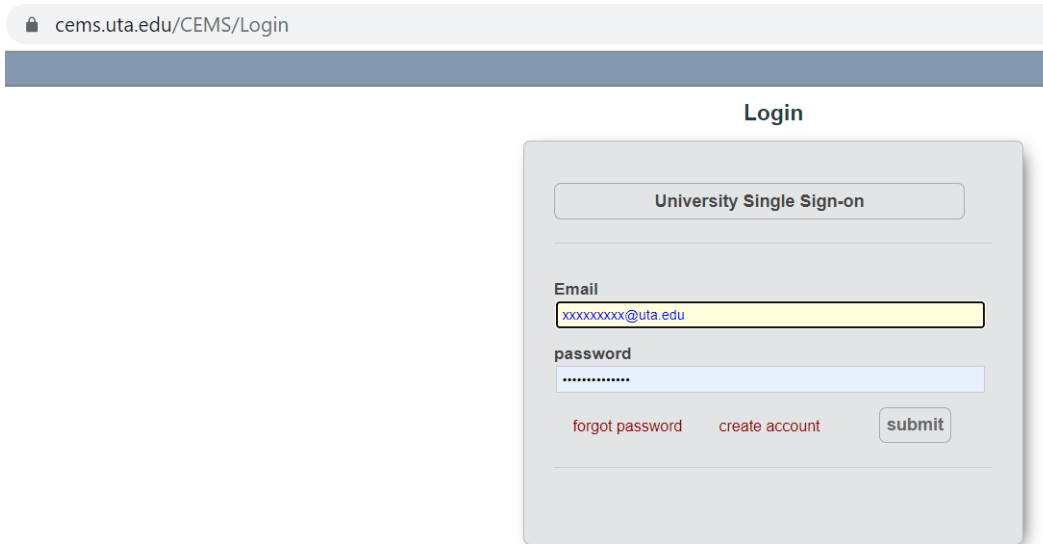 cems.uta.edu/CEMS/Login
Login
University Single Sign-on
Email
xxxxxxxxx@uta.edu
password
••••••••••••••
forgot password create account submit